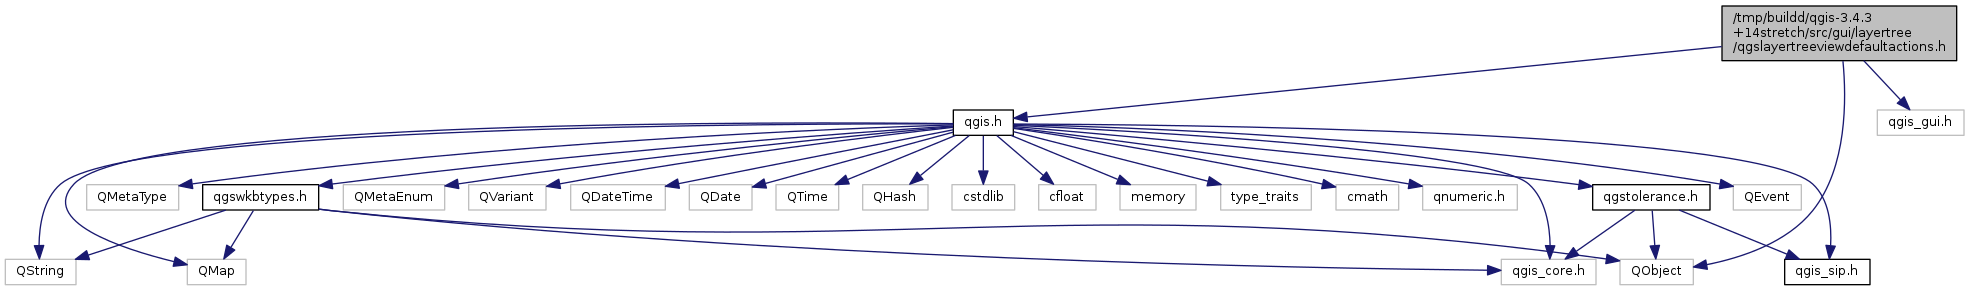 /tmp/buildd/qgis-3.4.3
+14stretch/src/gui/layertree
/qgslayertreeviewdefaultactions.h
qgis.h
qgis_gui.h
QMetaType
qgswkbtypes.h
QMetaEnum
QVariant
QDateTime
QDate
QTime
QHash
cstdlib
cfloat
memory
type_traits
cmath
qnumeric.h
qgstolerance.h
QEvent
QString
QMap
qgis_core.h
QObject
qgis_sip.h